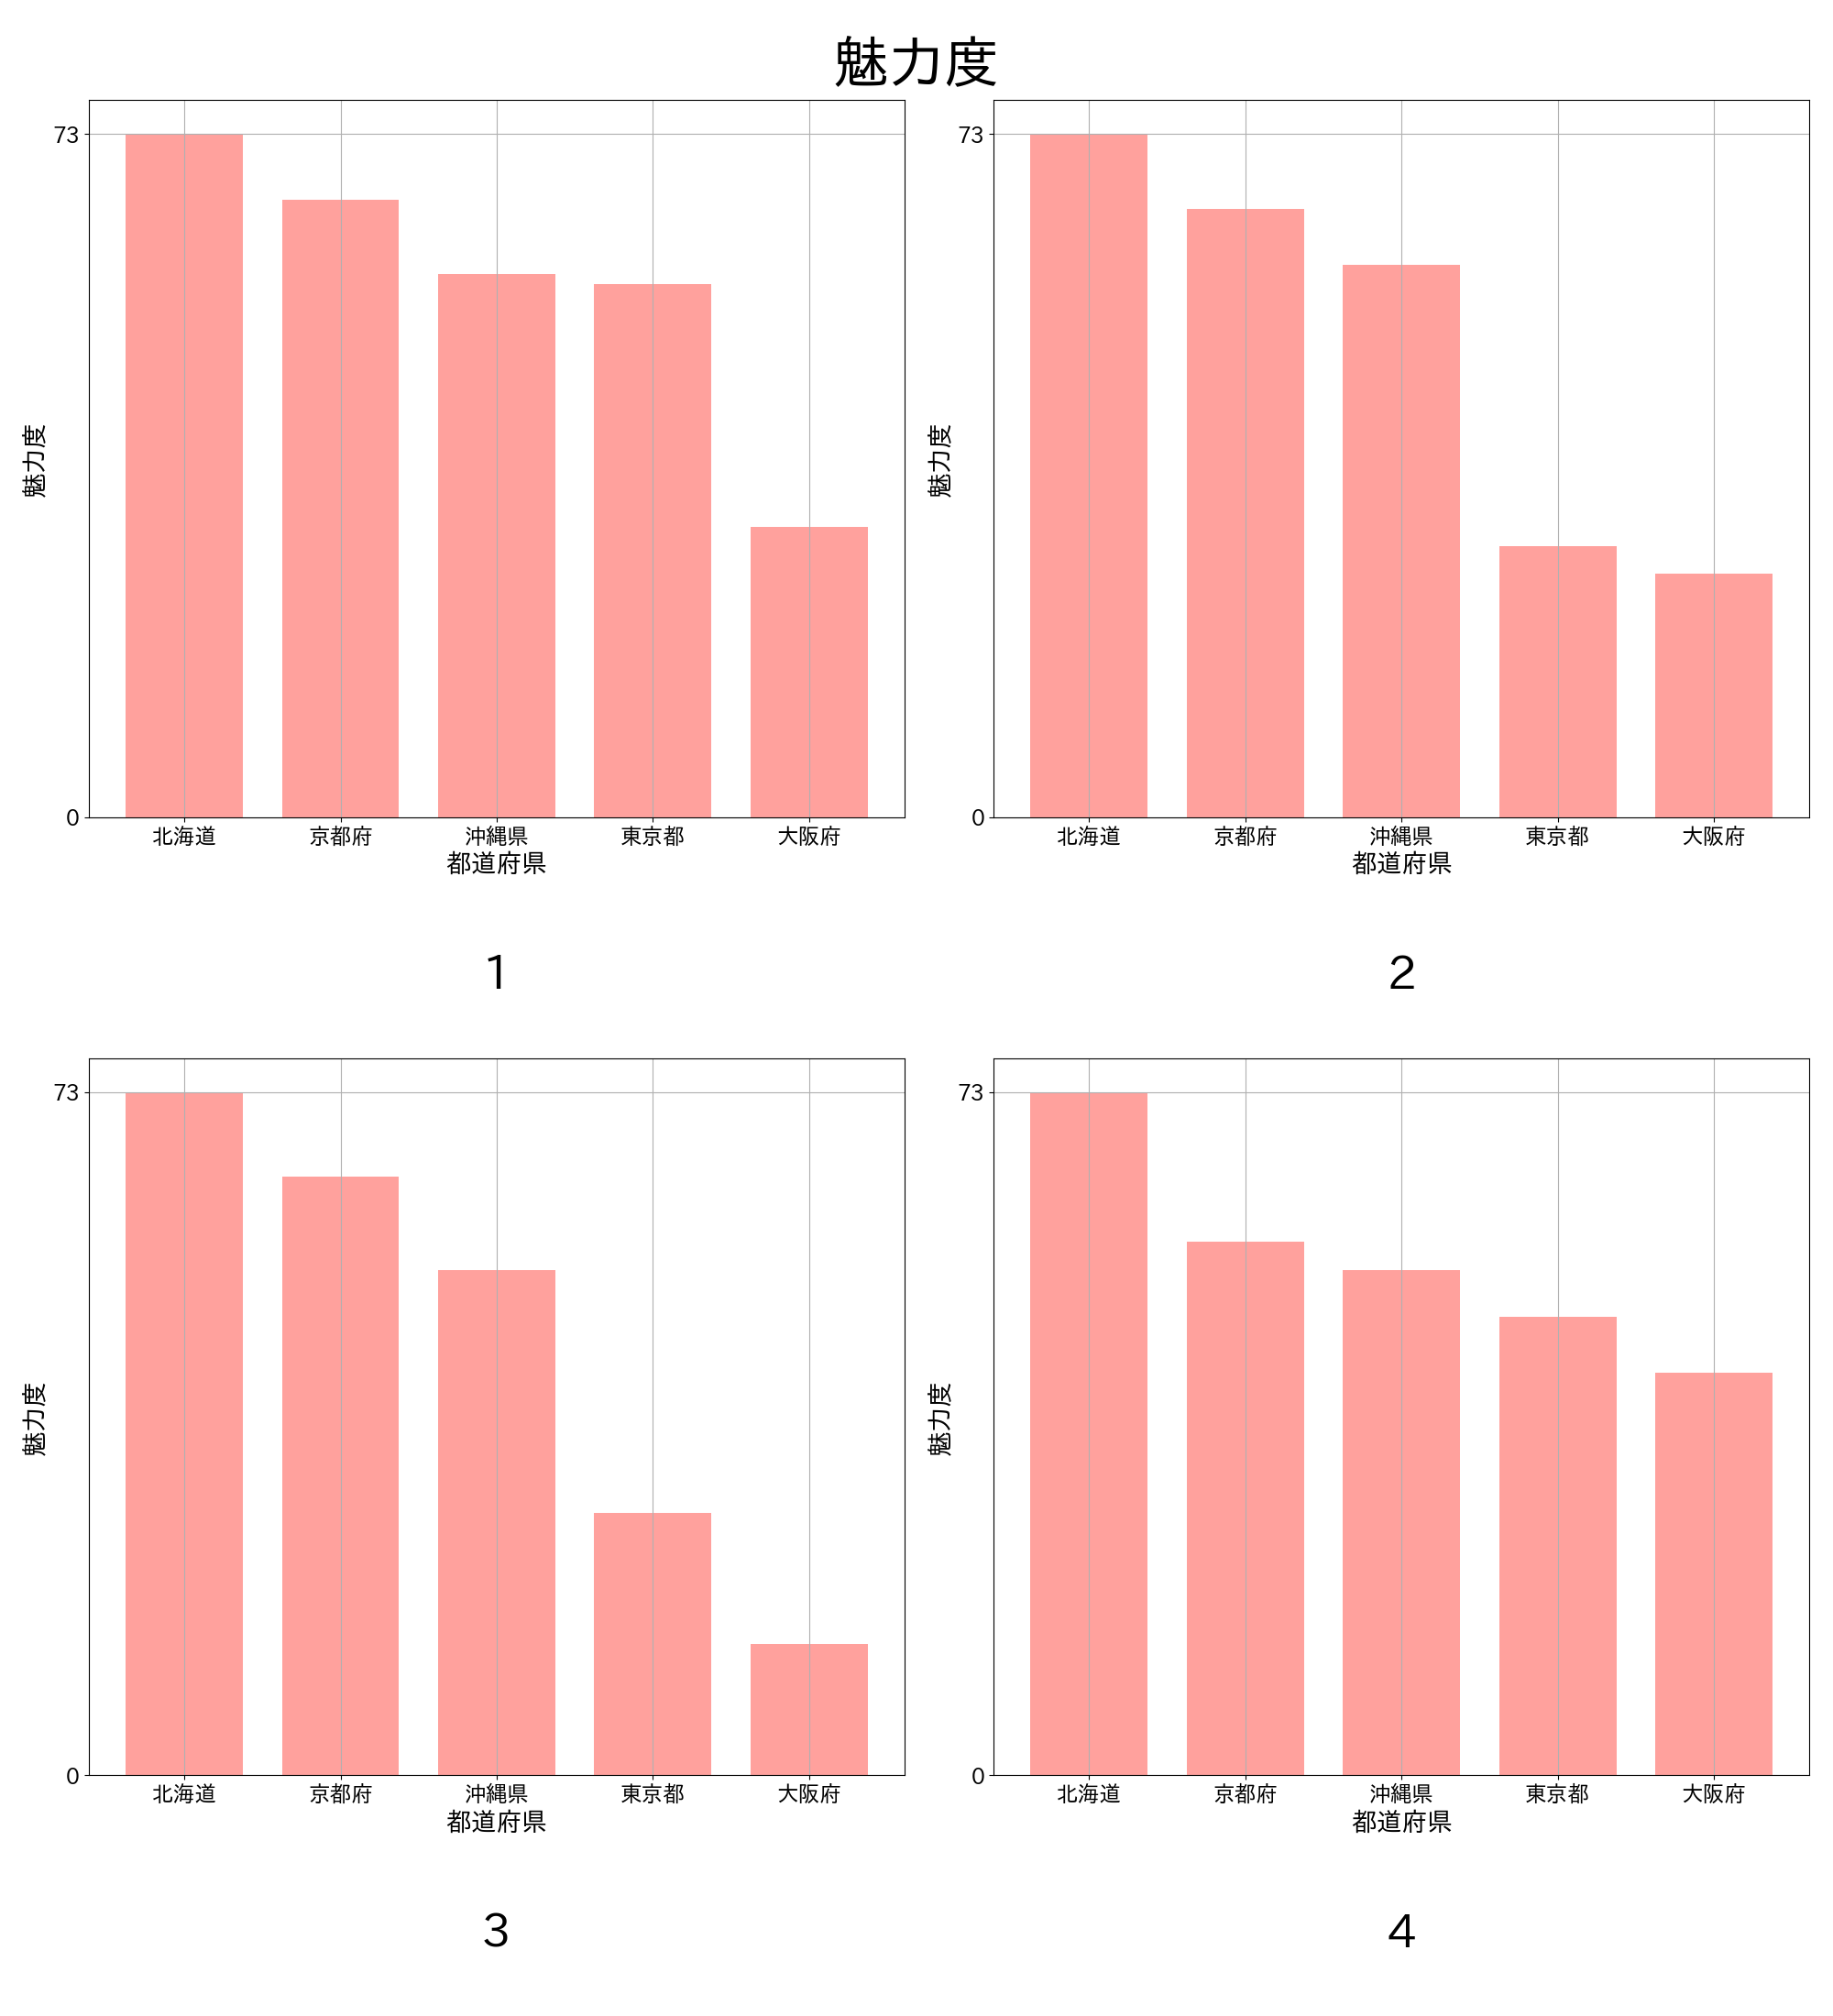 魅力度
73
魅力度
0
北海道 京都府 沖縄県 東京都 大阪府
都道府県
1
73
魅力度
0
北海道 京都府 沖縄県 東京都 大阪府
都道府県
2
73
魅力度
0
北海道 京都府 沖縄県 東京都 大阪府
都道府県
3
73
魅力度
0
北海道 京都府 沖縄県 東京都 大阪府
都道府県
4